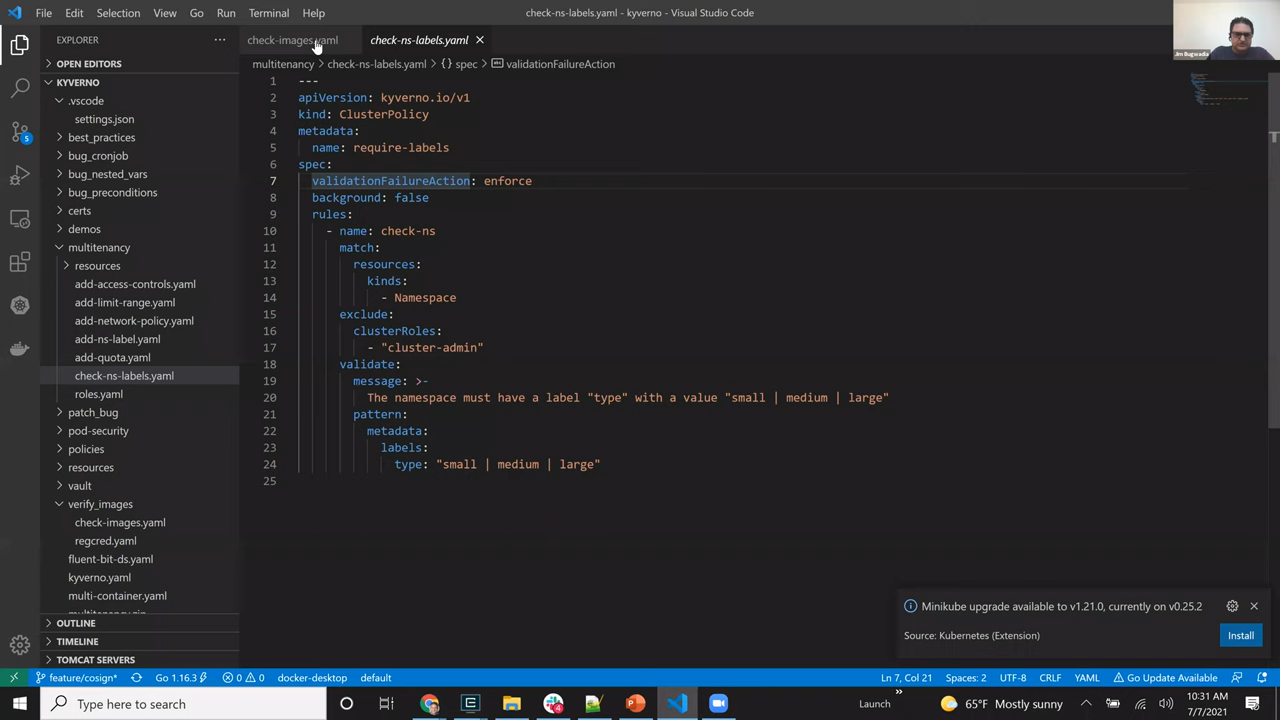 File Edit Selection View Go Run Terminal Help
check-ns-labels.yaml - kyverno - Visual Studio Code
EXPLORER ···
OPEN EDITORS
KYVERNO
.vscode
settings.json
best_practices
bug_cronjob
bug_nested_vars
bug_preconditions
certs
demos
multitenancy
resources
add-access-controls.yaml
add-limit-range.yaml
add-network-policy.yaml
add-ns-label.yaml
add-quota.yaml
check-ns-labels.yaml
roles.yaml
patch_bug
pod-security
policies
resources
vault
verify_images
check-images.yaml
regcred.yaml
fluent-bit-ds.yaml
kyverno.yaml
multi-container.yaml
OUTLINE
TIMELINE
TOMCAT SERVERS
5
check-images.yaml
check-ns-labels.yaml
multitenancy > check-ns-labels.yaml > {} spec > validationFailureAction
1 ---
2 apiVersion: kyverno.io/v1
3 kind: ClusterPolicy
4 metadata:
5 name: require-labels
6 spec:
7 validationFailureAction: enforce
8 background: false
9 rules:
10 - name: check-ns
11 match:
12 resources:
13 kinds:
14 - Namespace
15 exclude:
16 clusterRoles:
17 - "cluster-admin"
18 validate:
19 message: >-
20 The namespace must have a label "type" with a value "small | medium | large"
21 pattern:
22 metadata:
23 labels:
24 type: "small | medium | large"
25
Jim Bugwadia
Minikube upgrade available to v1.21.0, currently on v0.25.2
Source: Kubernetes (Extension)
Install
feature/cosign* Go 1.16.3 0 0 docker-desktop default
Ln 7, Col 21 Spaces: 2 UTF-8 CRLF YAML Go Update Available
Type here to search
Launch
65°F Mostly sunny
10:31 AM
7/7/2021